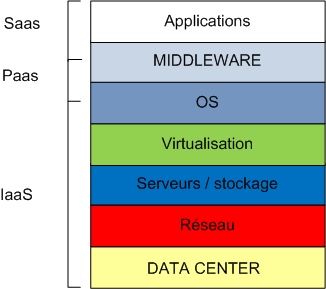 Saas
Applications
MIDDLEWARE
Paas
OS
Virtualisation
Serveurs / stockage
IaaS
Réseau
DATA CENTER